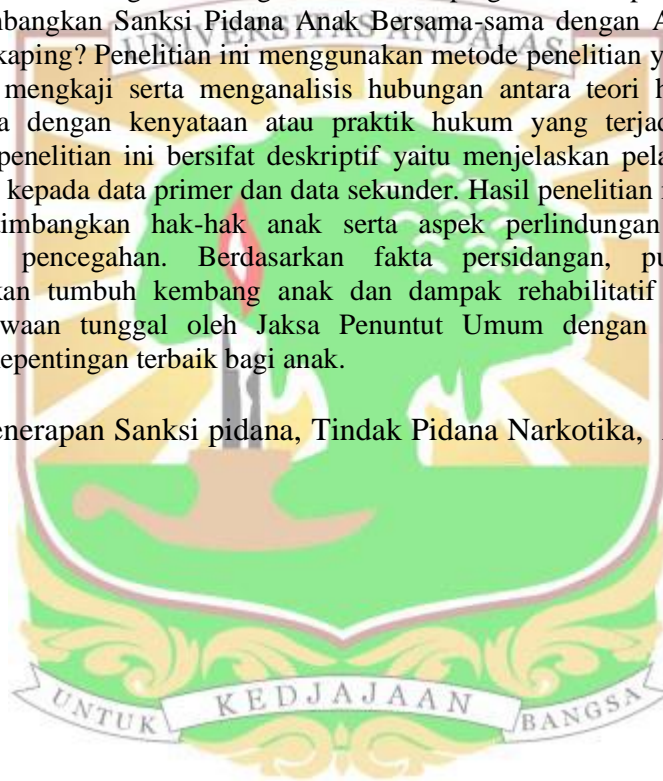 mbangkan Sanksi Pidana Anak Bersama-sama dengan A
UNIVERSITAS ANDALAS
kaping? Penelitian ini menggunakan metode penelitian y
mengkaji serta menganalisis hubungan antara teori h
a dengan kenyataan atau praktik hukum yang terjad
penelitian ini bersifat deskriptif yaitu menjelaskan pela
kepada data primer dan data sekunder. Hasil penelitian
imbangkan hak-hak anak serta aspek perlindungan
pencegahan. Berdasarkan fakta persidangan, pu
kan tumbuh kembang anak dan dampak rehabilitatif
waan tunggal oleh Jaksa Penuntut Umum dengan
epentingan terbaik bagi anak.
enerapan Sanksi pidana, Tindak Pidana Narkotika,
UNTUK KEDJAJAAN BANGSA